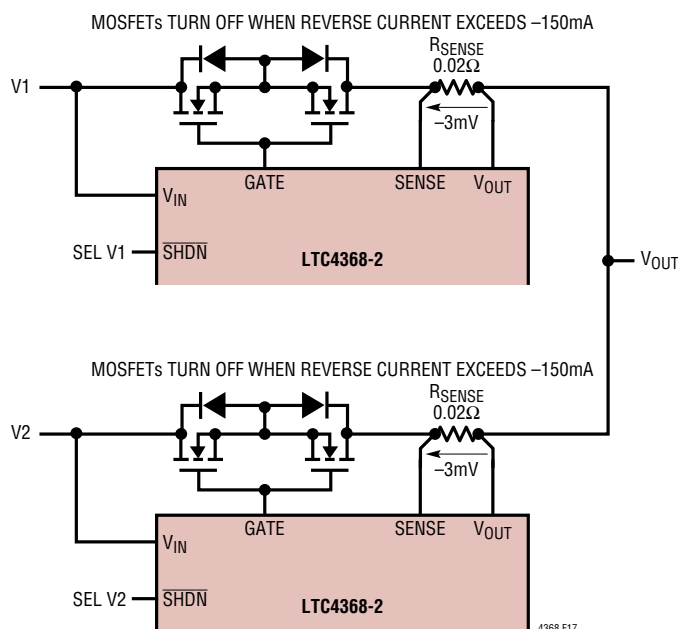 MOSFETs TURN OFF WHEN REVERSE CURRENT EXCEEDS –150mA
RSENSE
0.02Ω
V1
–3mV
GATE
SENSE
VOUT
VIN
SEL V1
SHDN
LTC4368-2
VOUT
MOSFETs TURN OFF WHEN REVERSE CURRENT EXCEEDS –150mA
RSENSE
0.02Ω
V2
–3mV
GATE
SENSE
VOUT
VIN
SEL V2
SHDN
LTC4368-2
4368 F17